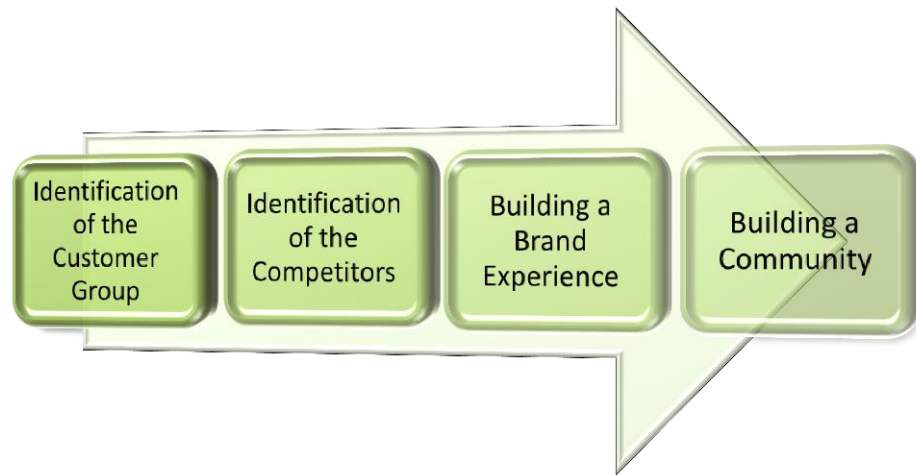 Identification
of the
Customer
Group
Identification
of the
Competitors
Building a
Brand
Experience
Building a
Community